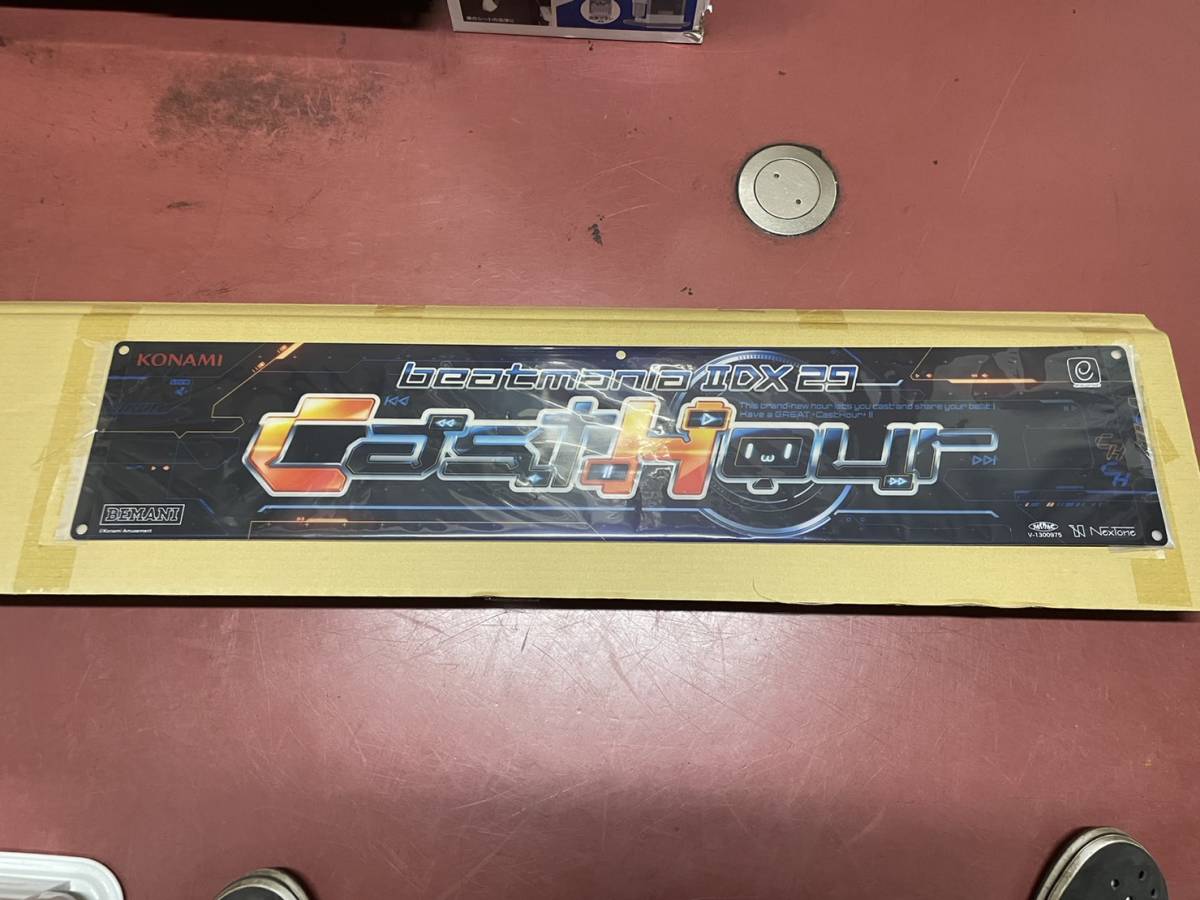 KONAMI
beatmania IIDX 29
CastHour
This brand-new hour lets you cast and share your beat!
Have a GREAT "CastHour"!!
BEMANI
©Konami Amusement
V-1300975
NexTone
CH